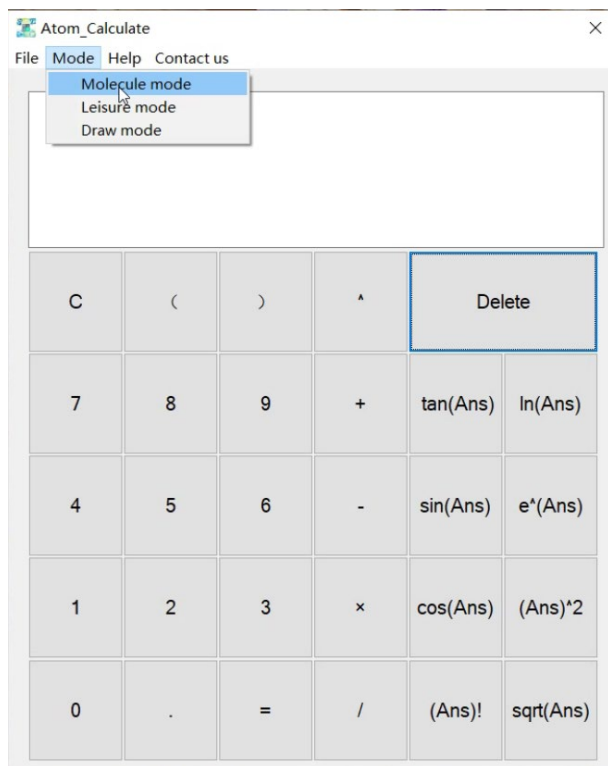 Atom_Calculate ×
File Mode Help Contact us
Molecule mode
Leisure mode
Draw mode
C ( ) ^ Delete
7 8 9 + tan(Ans) ln(Ans)
4 5 6 - sin(Ans) e^(Ans)
1 2 3 × cos(Ans) (Ans)^2
0 . = / (Ans)! sqrt(Ans)